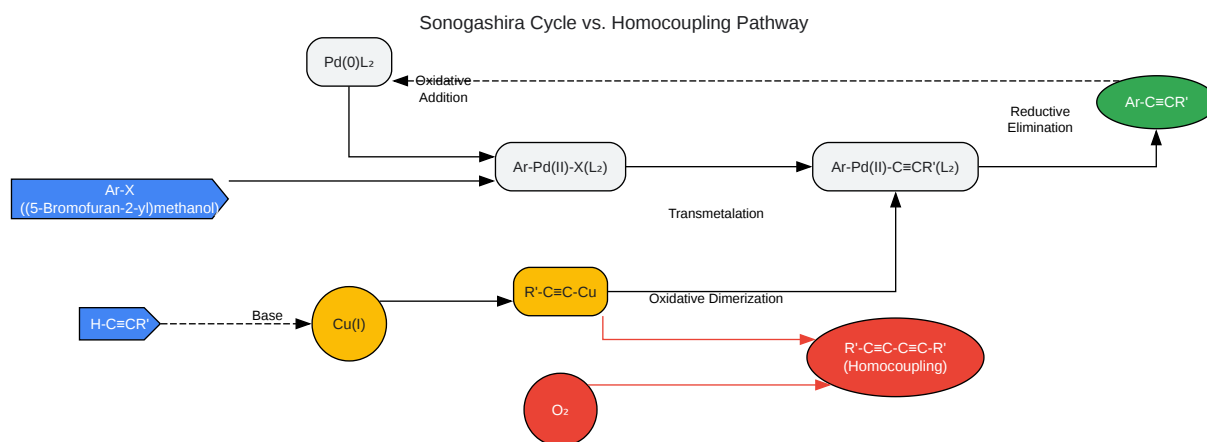 Sonogashira Cycle vs. Homocoupling Pathway
Pd(0)L₂
Oxidative
Addition
Ar-C≡CR'
Reductive
Elimination
Ar-Pd(II)-X(L₂)
Ar-Pd(II)-C≡CR'(L₂)
Ar-X
((5-Bromofuran-2-yl)methanol)
Transmetalation
R'-C≡C-Cu
Oxidative Dimerization
H-C≡CR'
Base
Cu(I)
R'-C≡C-C≡C-R'
(Homocoupling)
O₂